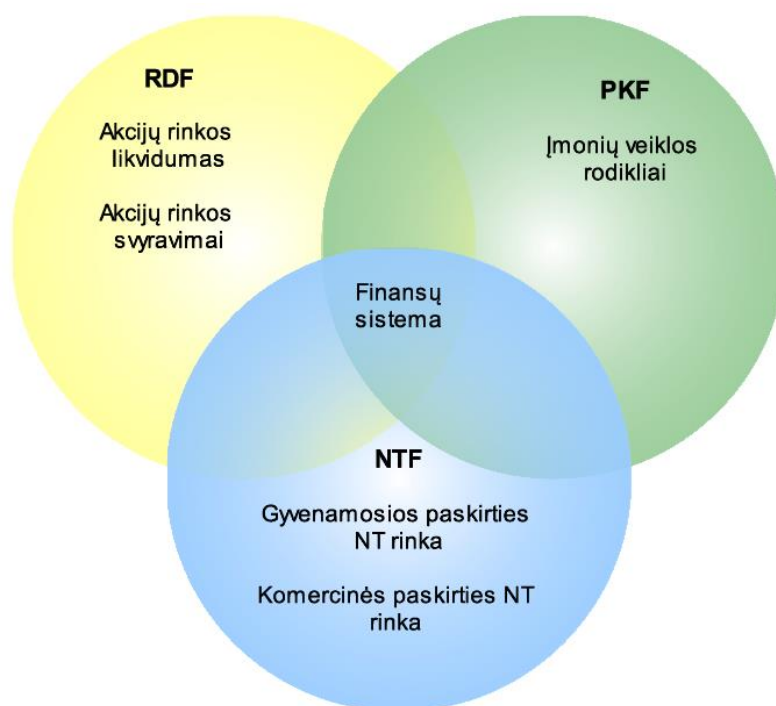 RDF
Akcijų rinkos
likvidumas
Akcijų rinkos
svyravimai
PKF
Įmonių veiklos
rodikliai
Finansų
sistema
NTF
Gyvenamosios paskirties
NT rinka
Komercinės paskirties NT
rinka